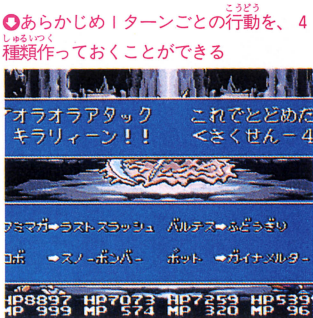 あらかじめ1ターンごとの行動を、4
種類作っておくことができる
オラオラアタック これでとどめだ
キラリィーン!! <さくせんー4
フミマガ➡ラストスラッシュ バルテス➡ふどうぎり
ロボ ➡スノーボンバー ポット ➡ガイナメルター
HP8897 HP7073 HP7259 HP539
MP 999 MP 574 MP 320 MP 96